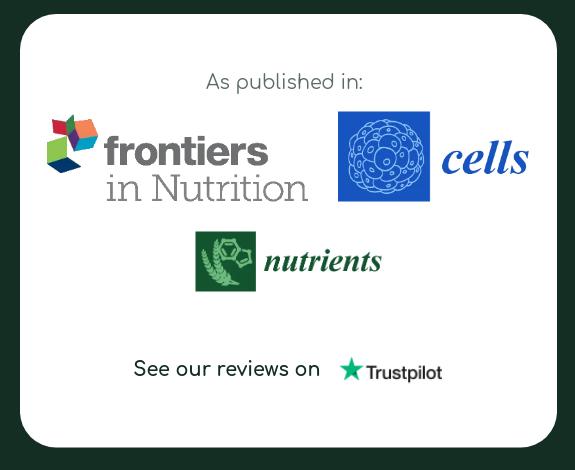 As published in:
frontiers
in Nutrition
cells
nutrients
See our reviews on Trustpilot